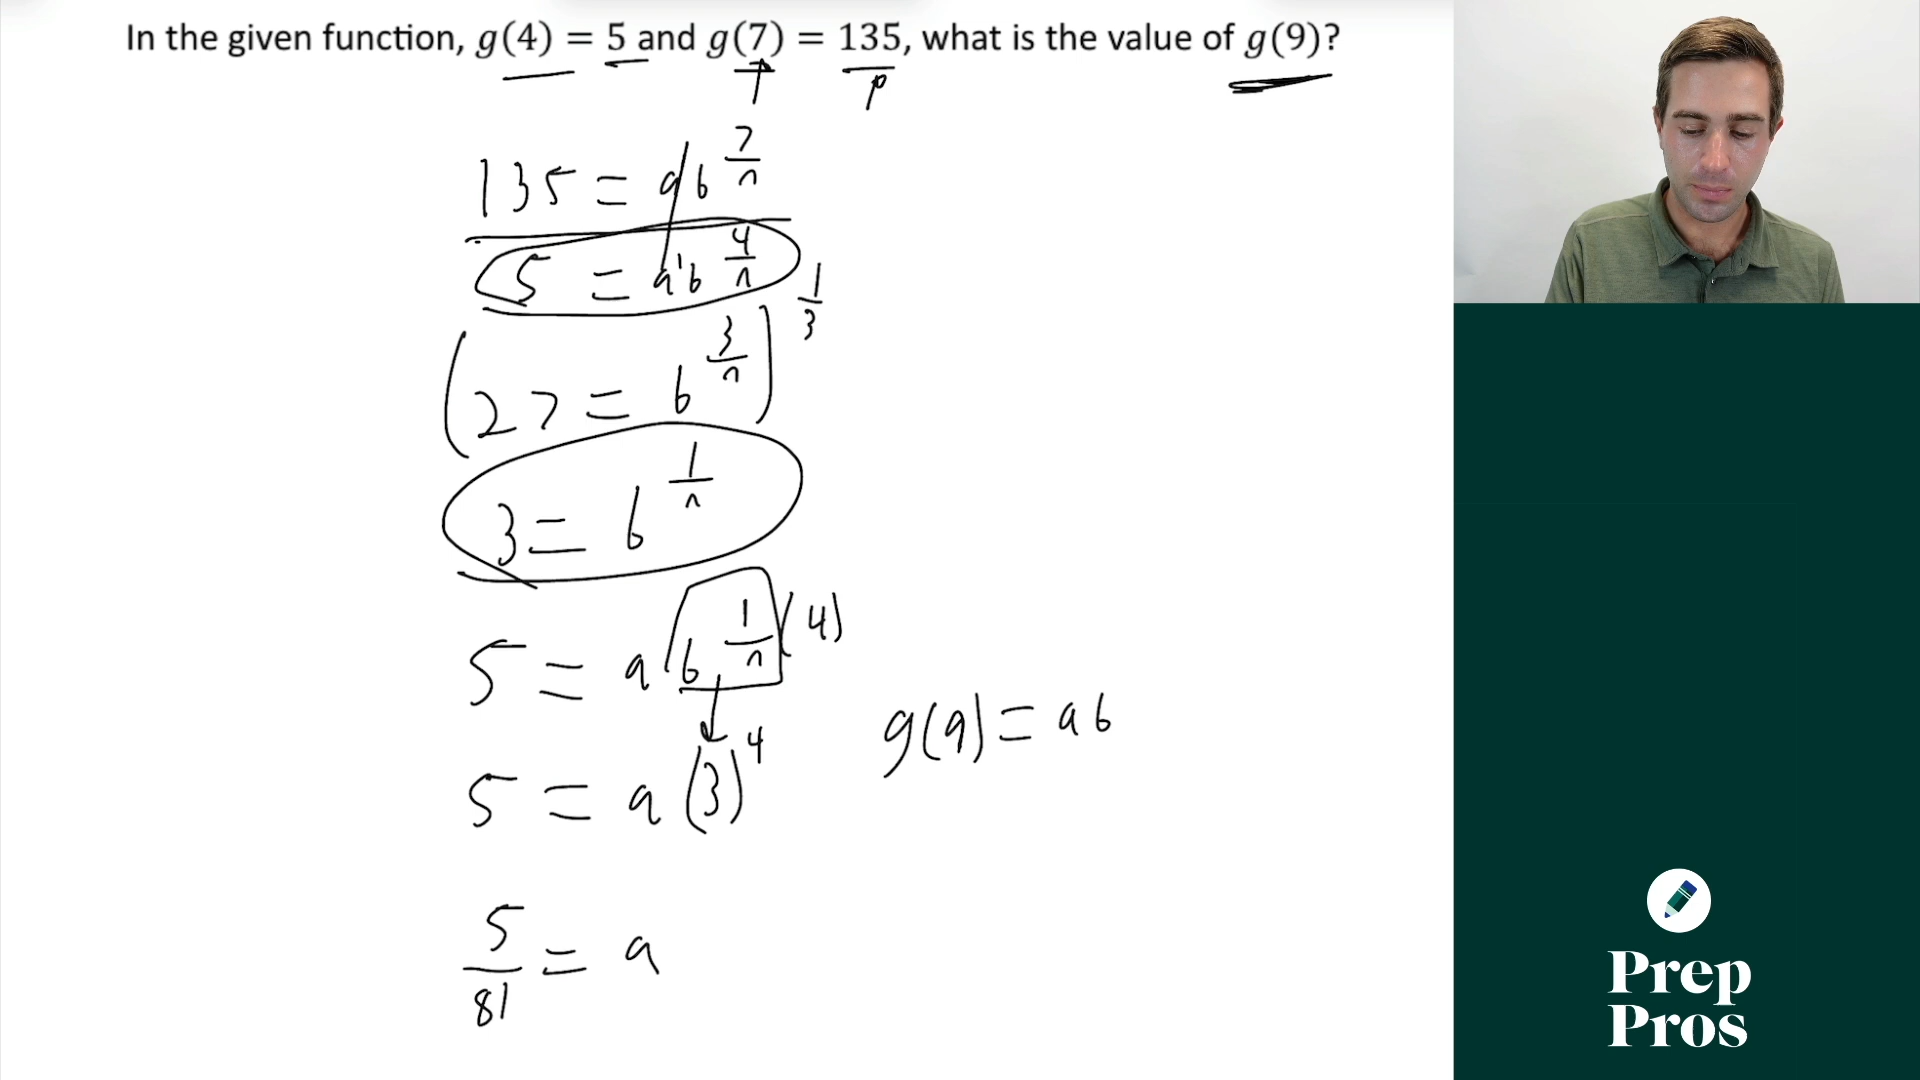 In the given function, g(4) = 5 and g(7) = 135, what is the value of g(9)?
135 = ab^(7/n)
5 = a¹b^(4/n)
(27 = b^(3/n))^(1/3)
3 = b^(1/n)
5 = a b^(1/n (4))
g(9) = ab
5 = a(3)^4
5/81 = a
Prep
Pros